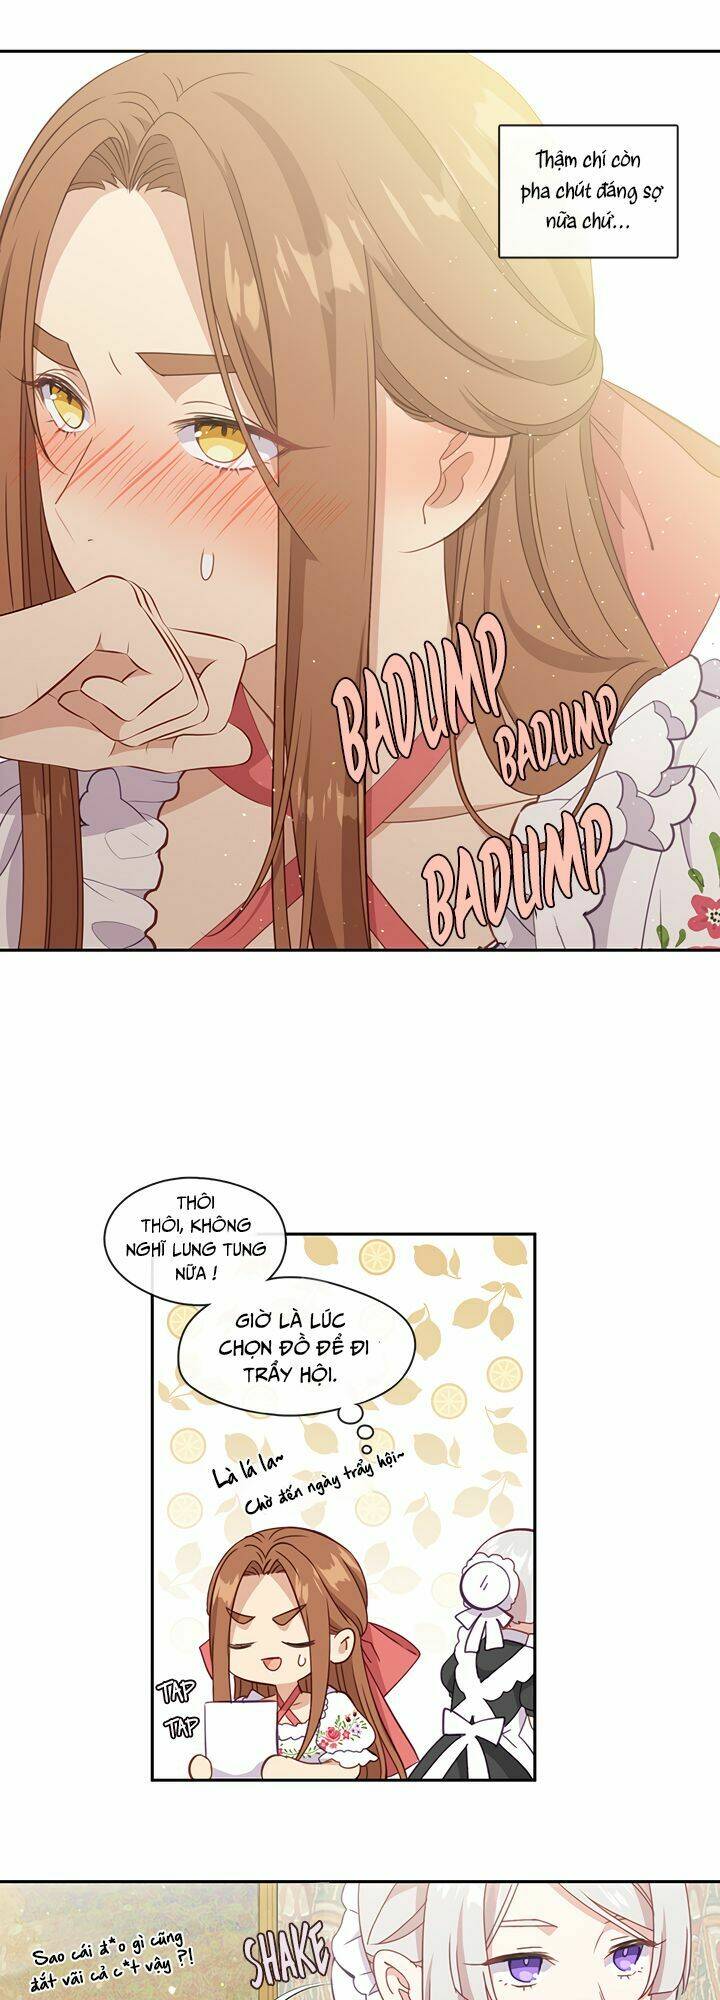 Thậm chí còn
pha chút đáng sợ
nữa chứ...
BADUMP
BADUMP
BADUMP
THÔI
THÔI, KHÔNG
NGHĨ LUNG TUNG
NỮA !
GIỜ LÀ LÚC
CHỌN ĐỒ ĐỂ ĐI
TRẨY HỘI.
Là lá la~
Chờ đến ngày trẩy hội~
TAP
TAP
Sao cái đ*o gì cũng
đắt vãi cả c*t vậy ?!
SHAKE